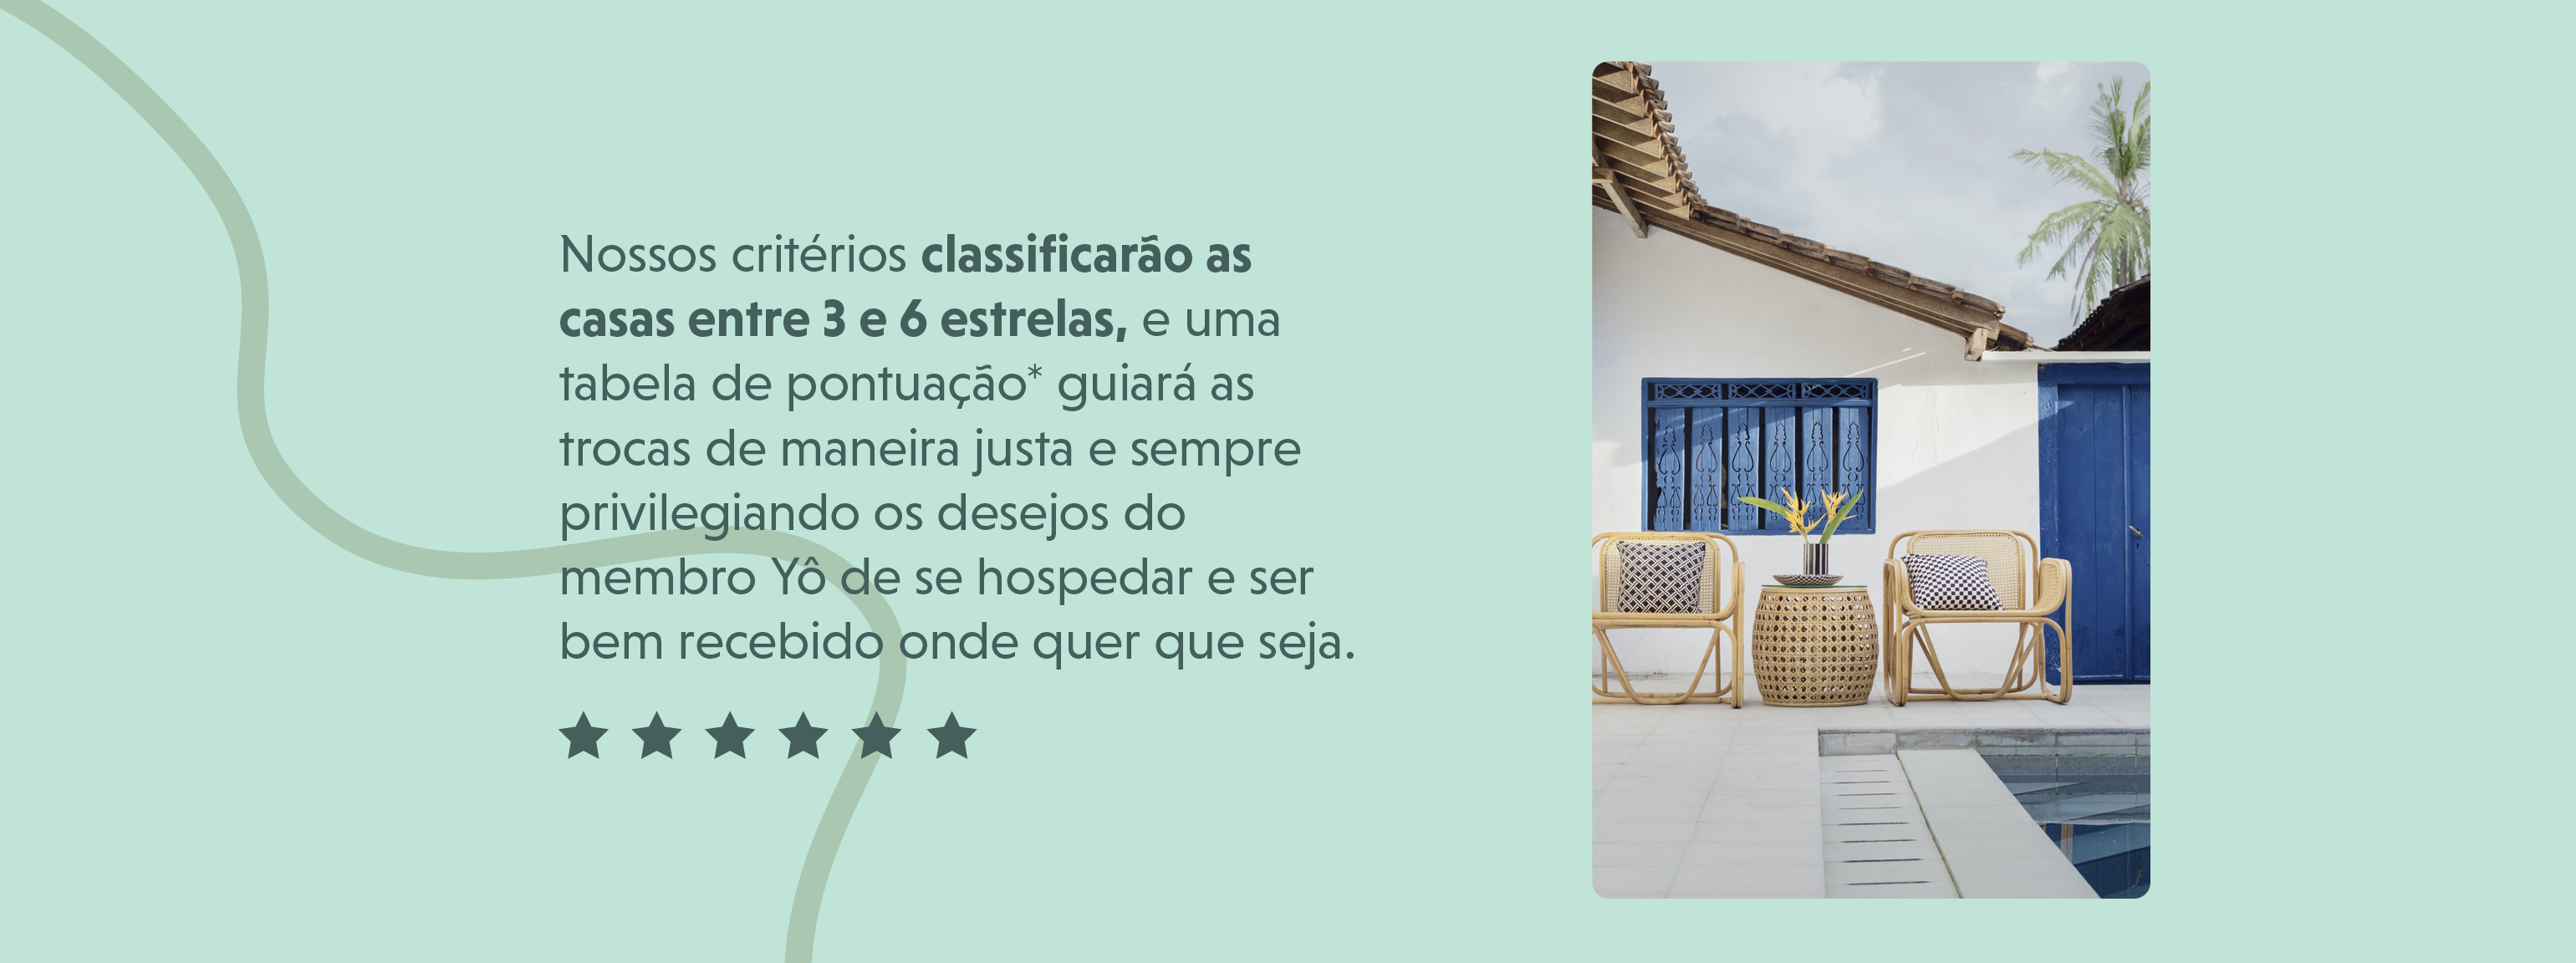 Nossos critérios classificarão as
casas entre 3 e 6 estrelas, e uma
tabela de pontuação* guiará as
trocas de maneira justa e sempre
privilegiando os desejos do
membro Yô de se hospedar e ser
bem recebido onde quer que seja.